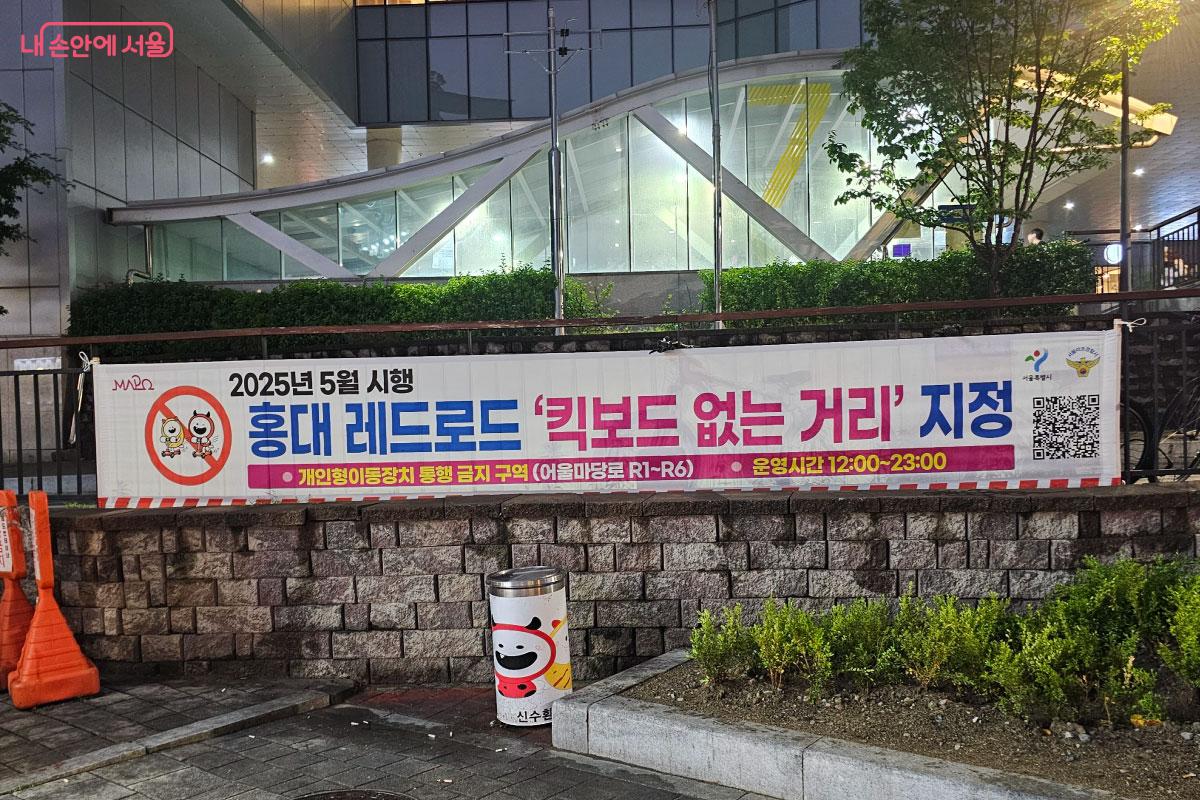 내 손안에 서울
MAPO
2025년 5월 시행
홍대 레드로드 ‘킥보드 없는 거리’ 지정
• 개인형이동장치 통행 금지 구역 (어울마당로 R1~R6) • 운영시간 12:00~23:00
서울특별시
신수환